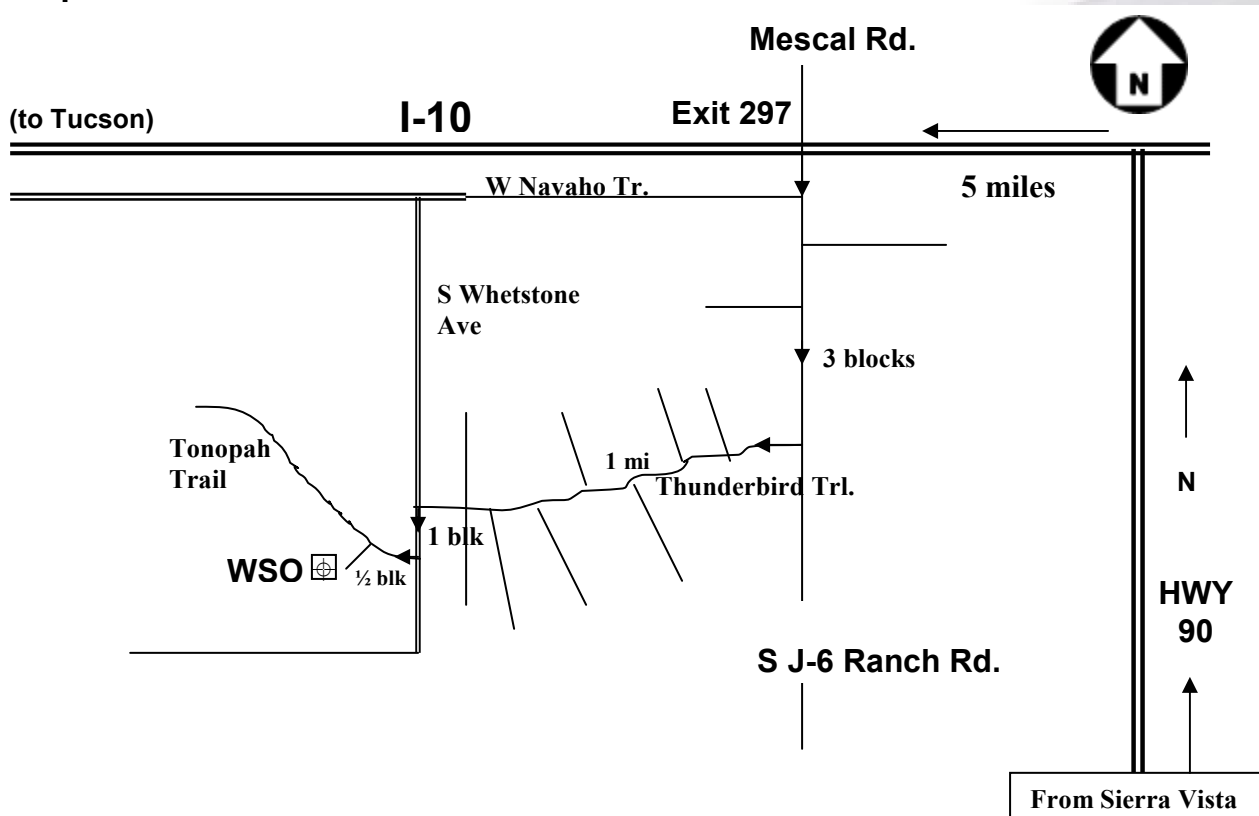 Mescal Rd.
N
(to Tucson)
I-10
Exit 297
W Navaho Tr.
5 miles
S Whetstone
Ave
3 blocks
Tonopah
Trail
1 mi
Thunderbird Trl.
N
1 blk
WSO
½ blk
HWY
90
S J-6 Ranch Rd.
From Sierra Vista